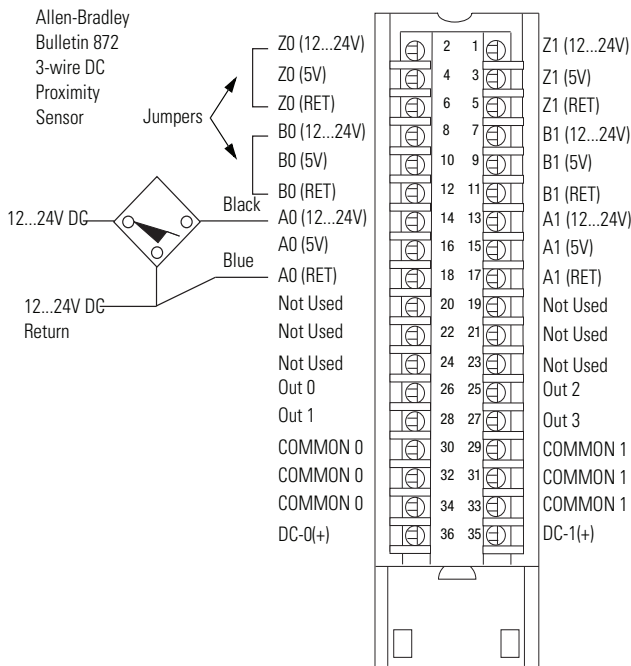 Allen-Bradley
Bulletin 872
3-wire DC
Proximity
Sensor
Jumpers
Z0 (12...24V) 2 1 Z1 (12...24V)
Z0 (5V) 4 3 Z1 (5V)
Z0 (RET) 6 5 Z1 (RET)
B0 (12...24V) 8 7 B1 (12...24V)
B0 (5V) 10 9 B1 (5V)
B0 (RET) 12 11 B1 (RET)
12...24V DC Black A0 (12...24V) 14 13 A1 (12...24V)
A0 (5V) 16 15 A1 (5V)
Blue A0 (RET) 18 17 A1 (RET)
12...24V DC
Return
Not Used 20 19 Not Used
Not Used 22 21 Not Used
Not Used 24 23 Not Used
Out 0 26 25 Out 2
Out 1 28 27 Out 3
COMMON 0 30 29 COMMON 1
COMMON 0 32 31 COMMON 1
COMMON 0 34 33 COMMON 1
DC-0(+) 36 35 DC-1(+)